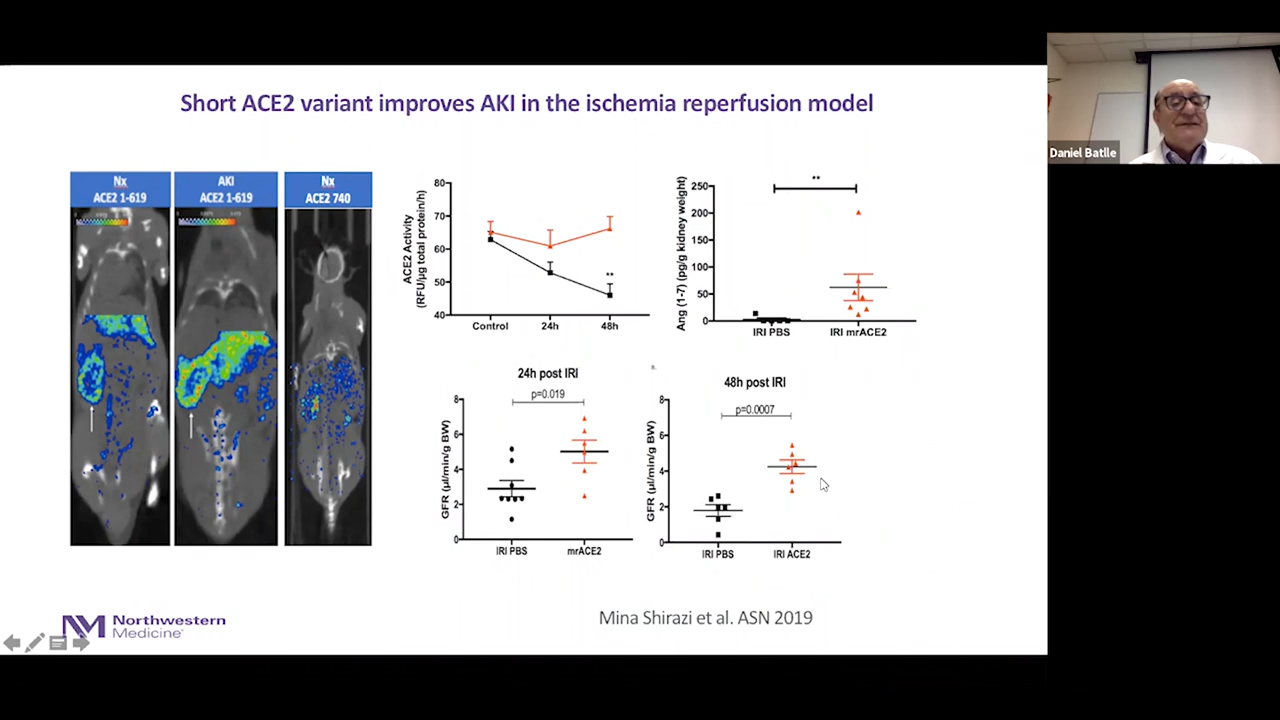 Short ACE2 variant improves AKI in the ischemia reperfusion model
Daniel Batlle
Nx
ACE2 1-619
AKI
ACE2 1-619
Nx
ACE2 740
ACE2 Activity
(RFU/µg total protein/h)
80
70
60
50
40
**
Control 24h 48h
Ang (1-7) (pg/g kidney weight)
250
200
150
100
50
0
**
IRI PBS IRI mrACE2
24h post IRI
p=0.019
GFR (µl/min/g BW)
8
6
4
2
0
IRI PBS mrACE2
48h post IRI
p=0.0007
GFR (µl/min/g BW)
8
6
4
2
0
IRI PBS IRI ACE2
Northwestern
Medicine
Mina Shirazi et al. ASN 2019